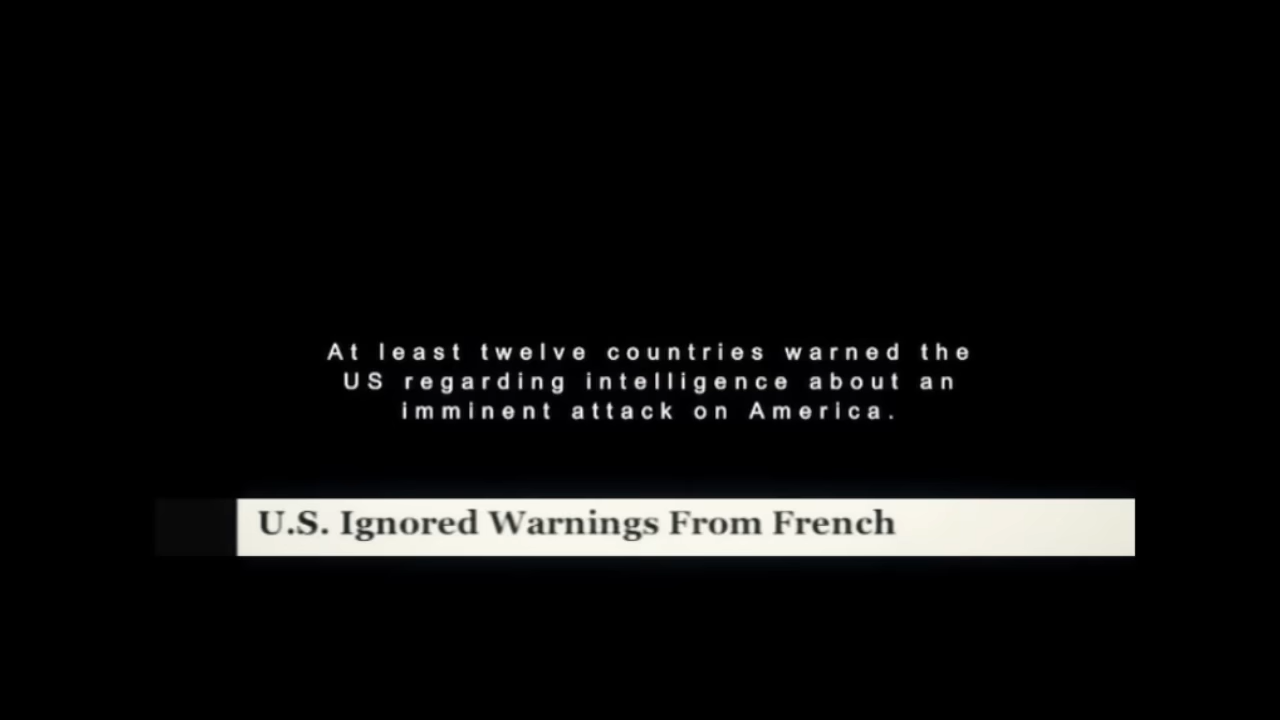 At least twelve countries warned the
US regarding intelligence about an
imminent attack on America.
U.S. Ignored Warnings From French